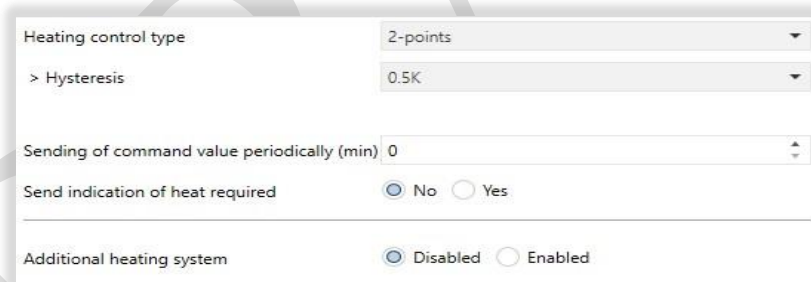 Heating control type 2-points
> Hysteresis 0.5K
Sending of command value periodically (min) 0
Send indication of heat required No Yes
Additional heating system Disabled Enabled